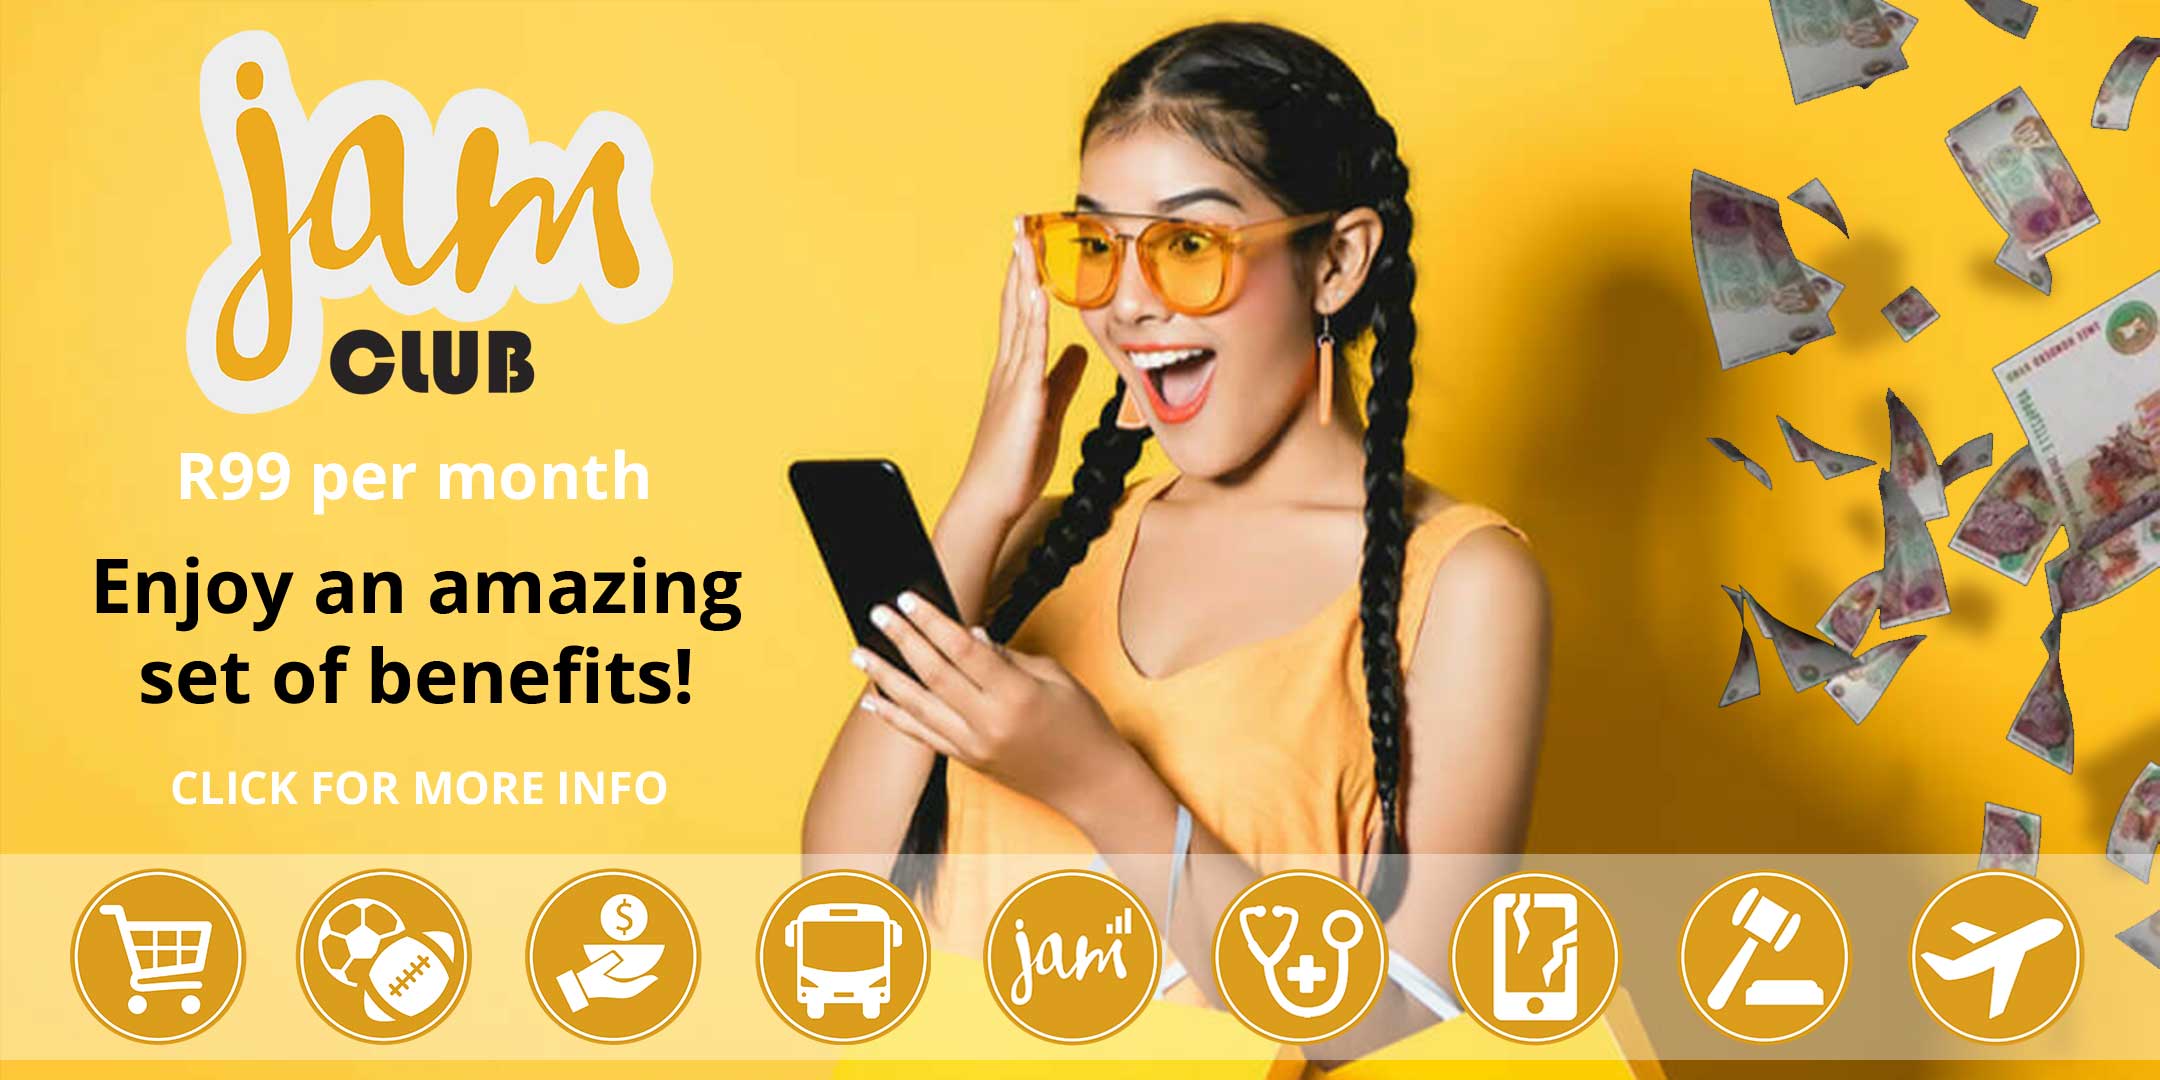 jam
CLUB
R99 per month
Enjoy an amazing
set of benefits!
CLICK FOR MORE INFO
$
jam